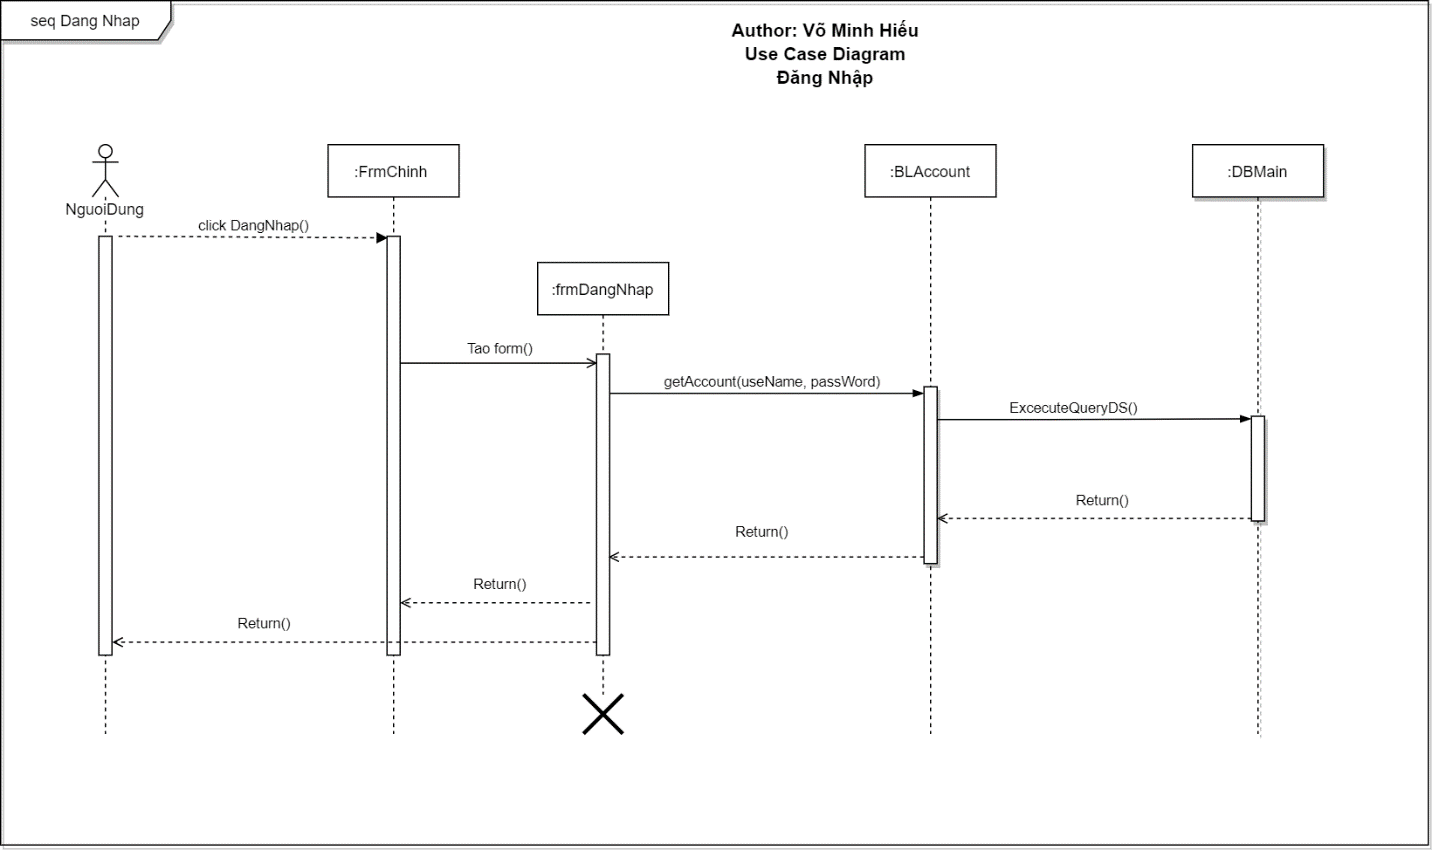 seq Dang Nhap
Author: Võ Minh Hiếu
Use Case Diagram
Đăng Nhập
NguoiDung
:FrmChinh
:BLAccount
:DBMain
click DangNhap()
:frmDangNhap
Tao form()
getAccount(useName, passWord)
ExcecuteQueryDS()
Return()
Return()
Return()
Return()